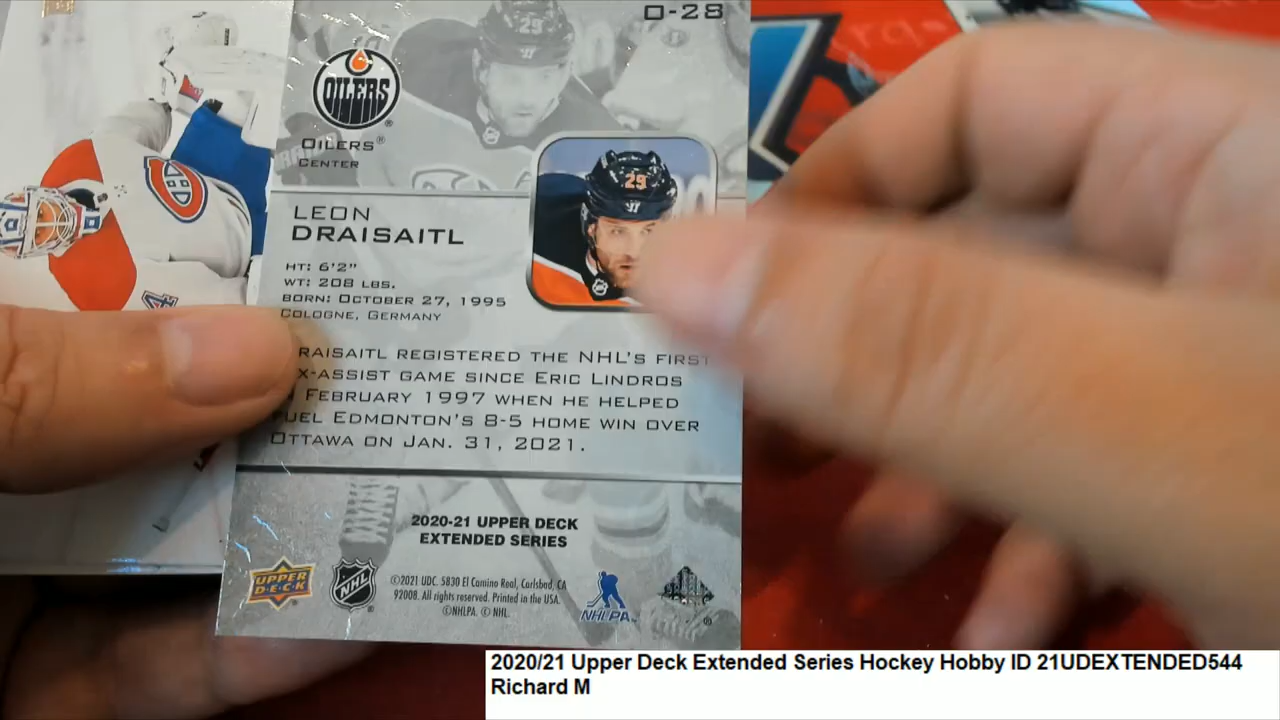 O-28
29
OILERS
OILERS®
CENTER
29
LEON
DRAISAITL
HT: 6'2"
WT: 208 LBS.
BORN: OCTOBER 27, 1995
COLOGNE, GERMANY
RAISAITL REGISTERED THE NHL'S FIRST
X-ASSIST GAME SINCE ERIC LINDROS
FEBRUARY 1997 WHEN HE HELPED
UEL EDMONTON'S 8-5 HOME WIN OVER
OTTAWA ON JAN. 31, 2021.
2020-21 UPPER DECK
EXTENDED SERIES
UPPER DECK
NHL
©2021 UDC. 5830 El Camino Real, Carlsbad, CA
92008. All rights reserved. Printed in the USA.
©NHLPA. © NHL.
NHLPA
2020/21 Upper Deck Extended Series Hockey Hobby ID 21UDEXTENDED544
Richard M